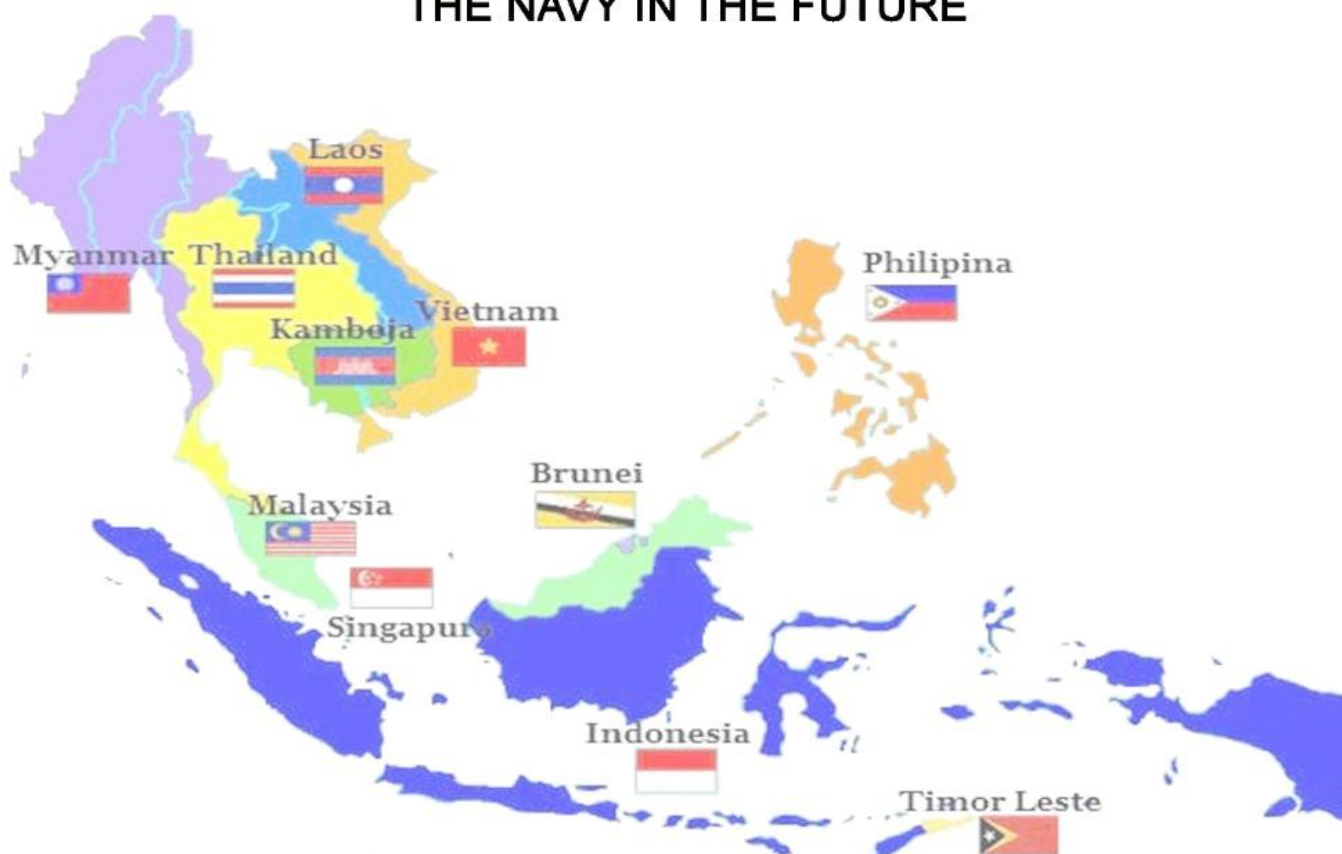 THE NAVY IN THE FUTURE
Laos
Myanmar
Thailand
Philipina
Vietnam
Kamboja
Brunei
Malaysia
Singapura
Indonesia
Timor Leste